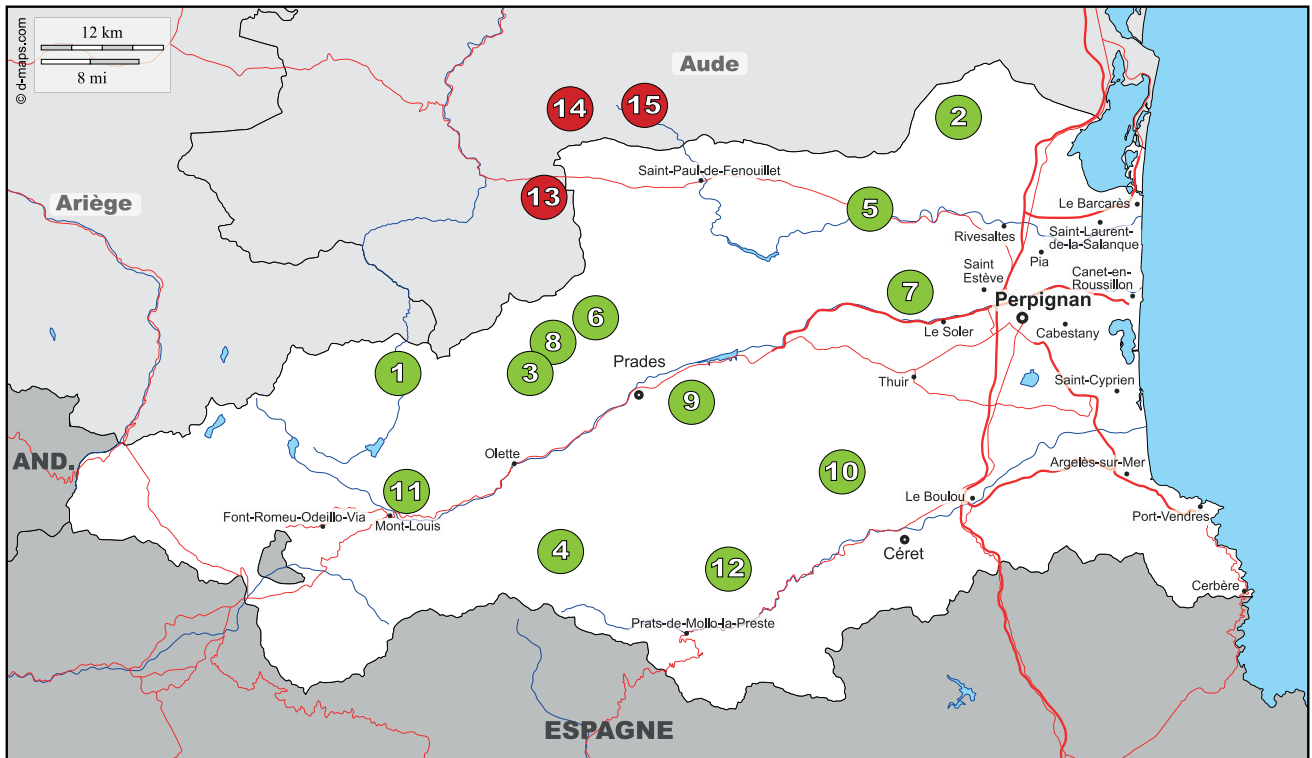 12 km
8 mi
© d-maps.com
Aude
14
15
2
Saint-Paul-de-Fenouillet
Ariège
13
5
Le Barcarès
Rivesaltes
Saint-Laurent-
de-la-Salanque
Pia
Saint
Estève
Canet-en-
Roussillon
7
Perpignan
6
Le Soler
Cabestany
8
1
3
Prades
Thuir
Saint-Cyprien
9
AND.
Olette
10
Argelès-sur-Mer
11
Le Boulou
Font-Romeu-Odeillo-Via
Mont-Louis
Port-Vendres
4
12
Céret
Cerbère
Prats-de-Mollo-la-Preste
ESPAGNE